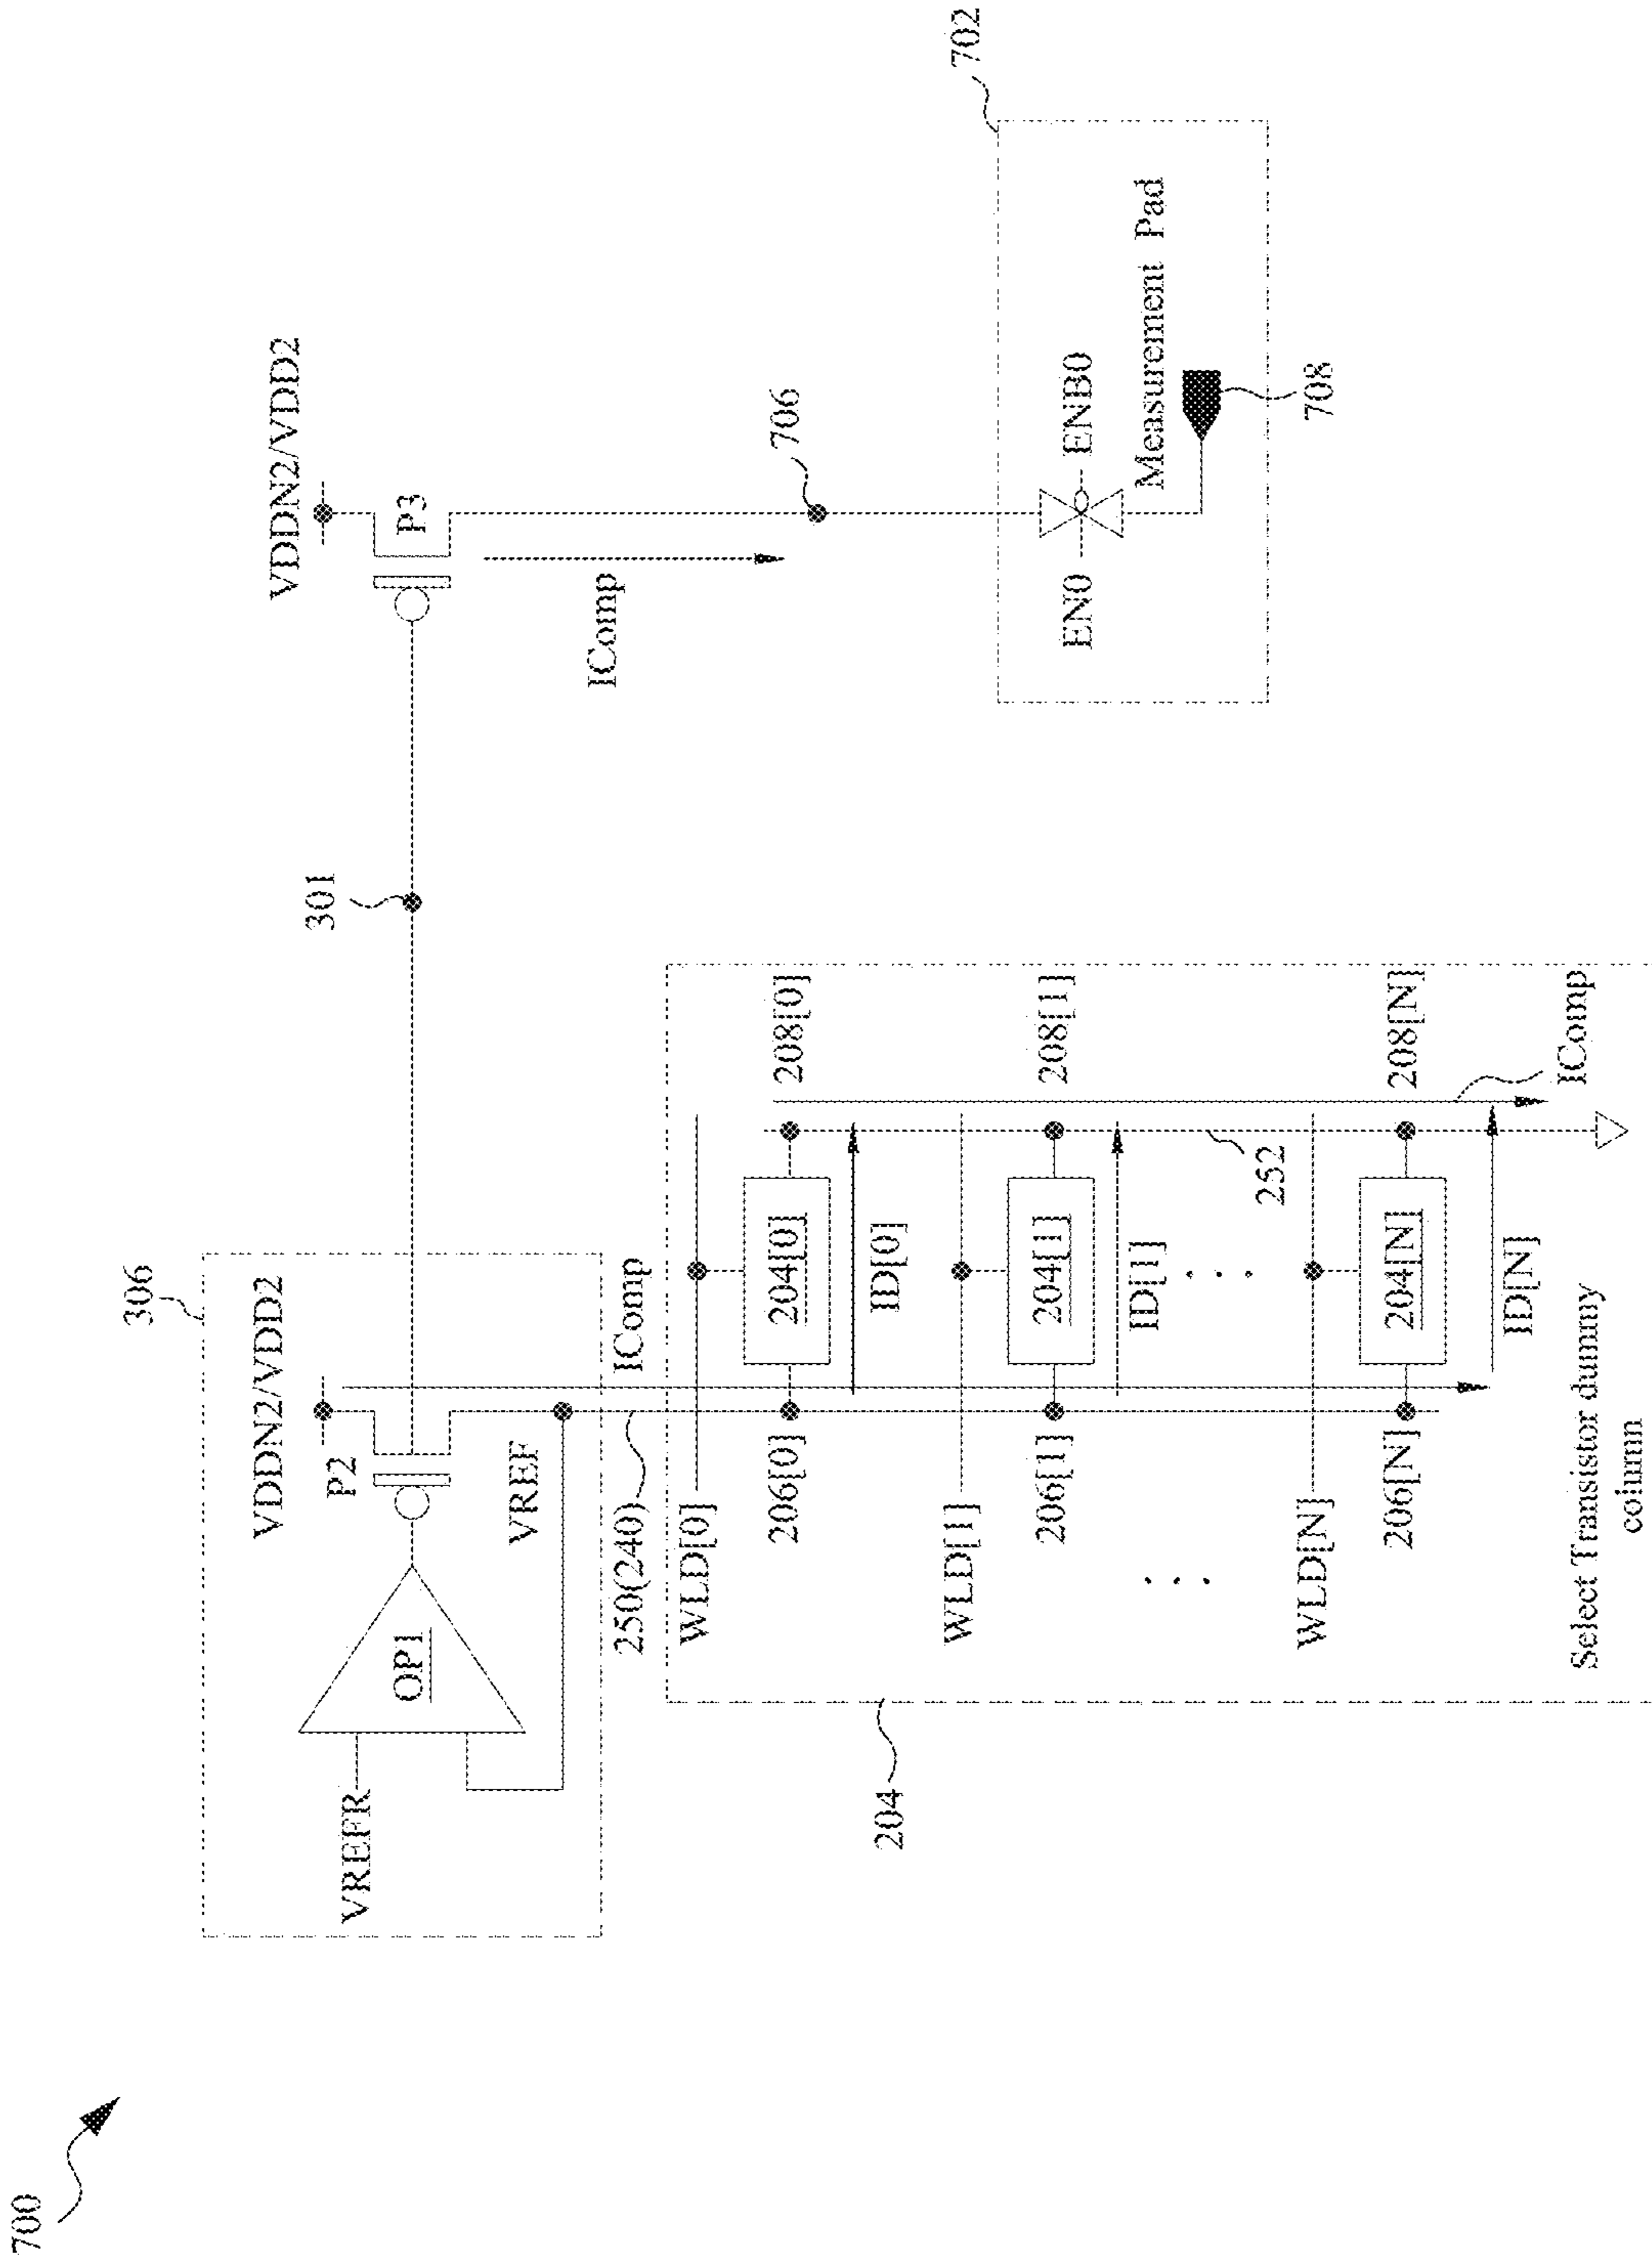 700
306
VREFR
OP1
VDDN2/VDD2
P2
VREF
301
VDDN2/VDD2
P3
IComp
706
250(240)
IComp
204
WLD[0]
206[0]
204[0]
208[0]
ID[0]
WLD[1]
206[1]
204[1]
208[1]
ID[1]
252
. . .
. . .
WLD[N]
206[N]
204[N]
208[N]
ID[N]
IComp
Select Transistor dummy
column
702
EN0
ENB0
Measurement Pad
708